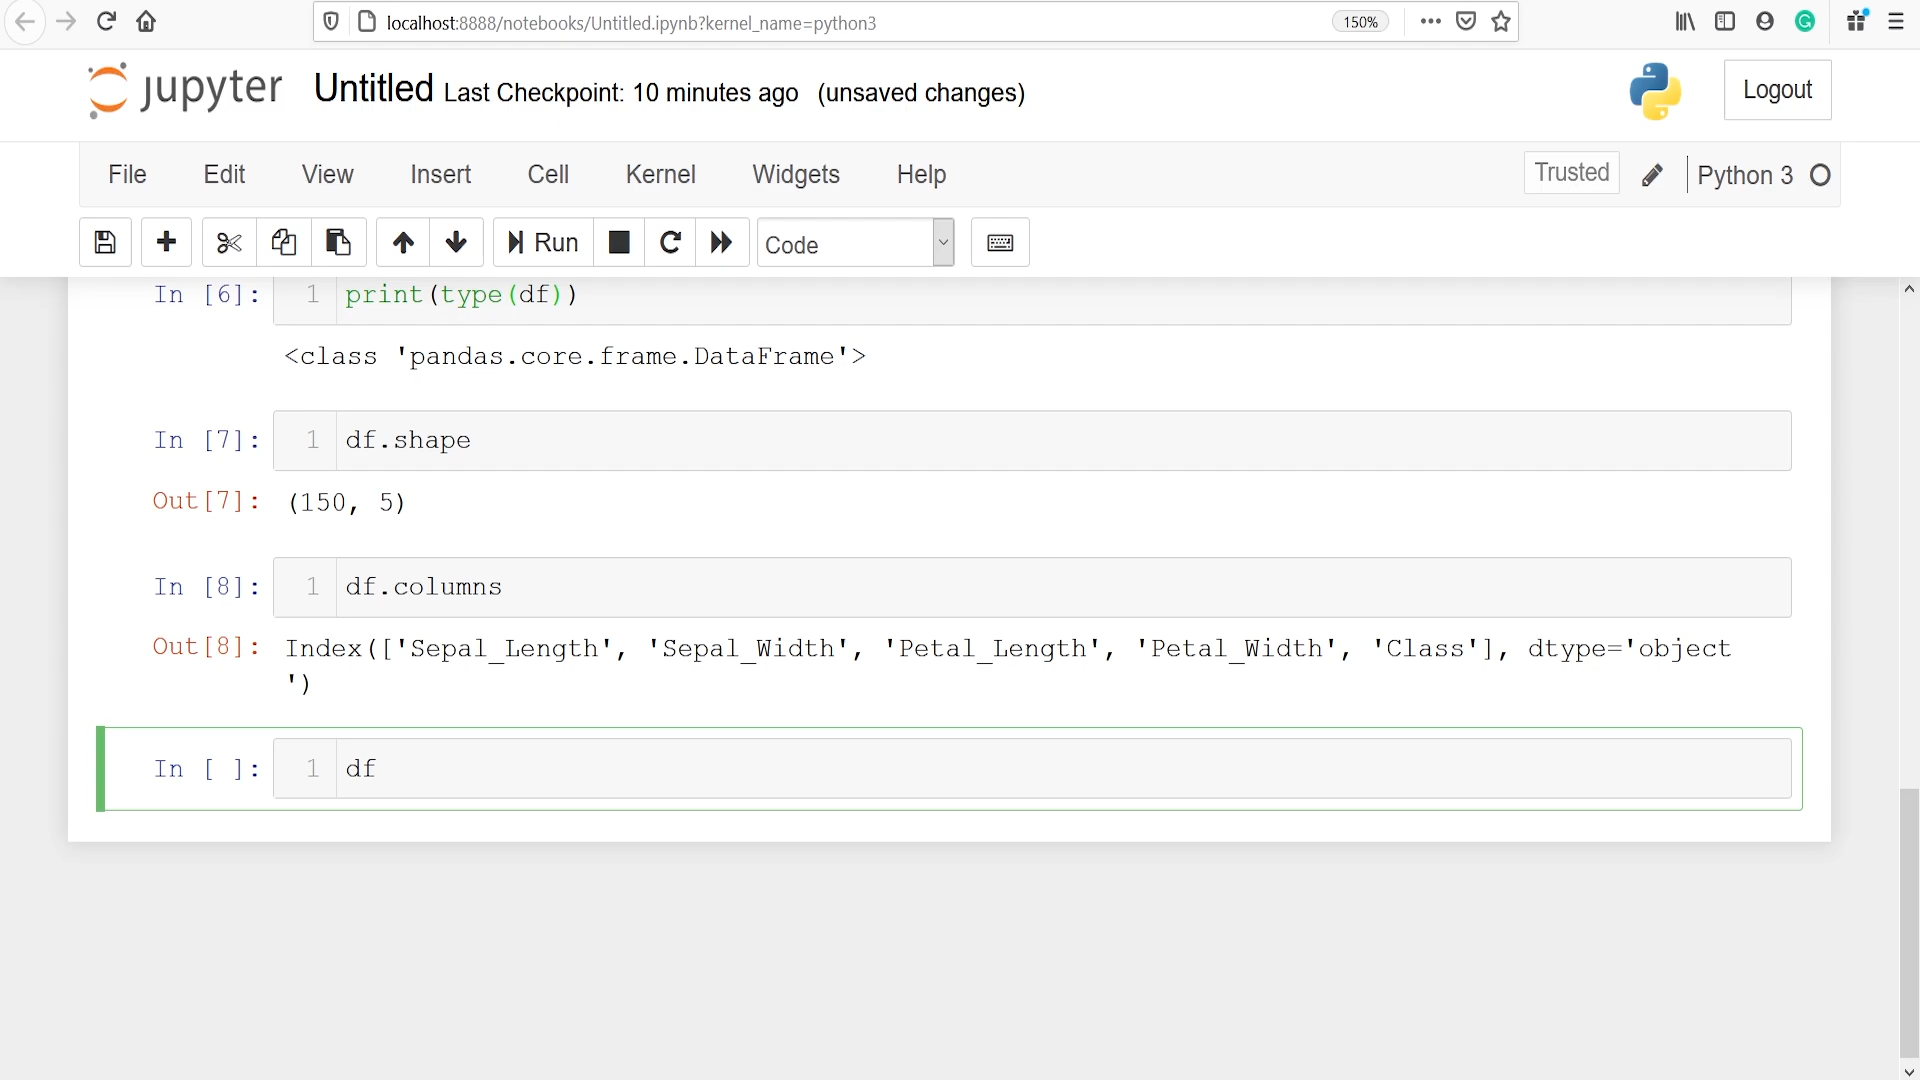 localhost:8888/notebooks/Untitled.ipynb?kernel_name=python3 150%
jupyter Untitled Last Checkpoint: 10 minutes ago (unsaved changes) Logout
File Edit View Insert Cell Kernel Widgets Help Trusted Python 3
Run Code
In [6]: 1 print(type(df))
<class 'pandas.core.frame.DataFrame'>
In [7]: 1 df.shape
Out[7]: (150, 5)
In [8]: 1 df.columns
Out[8]: Index(['Sepal_Length', 'Sepal_Width', 'Petal_Length', 'Petal_Width', 'Class'], dtype='object
')
In [ ]: 1 df